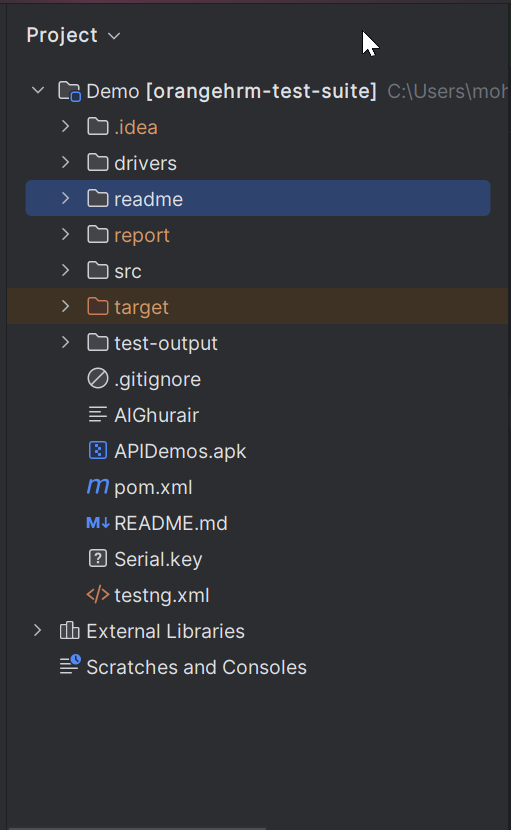 Project
Demo [orangehrm-test-suite] C:\Users\moh
.idea
drivers
readme
report
src
target
test-output
.gitignore
AlGhurair
APIDemos.apk
m pom.xml
M↓ README.md
? Serial.key
</> testng.xml
External Libraries
Scratches and Consoles